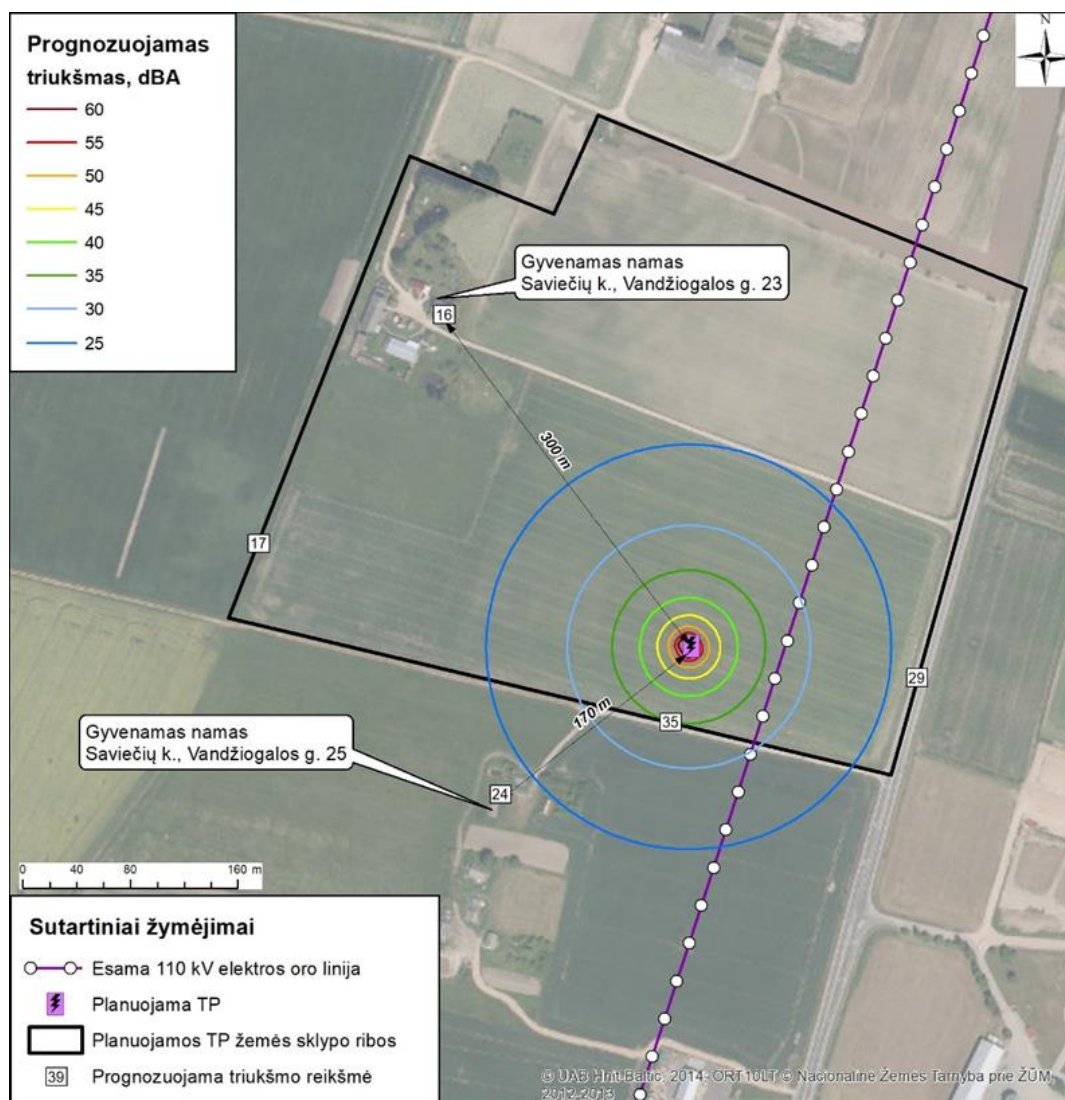 Prognozuojamas
triukšmas, dBA
60
55
50
45
40
35
30
25
N
Gyvenamas namas
Saviečių k., Vandžiogalos g. 23
16
300 m
17
29
170 m
35
Gyvenamas namas
Saviečių k., Vandžiogalos g. 25
24
0 40 80 160 m
Sutartiniai žymėjimai
Esama 110 kV elektros oro linija
Planuojama TP
Planuojamos TP žemės sklypo ribos
39 Prognozuojama triukšmo reikšmė
© UAB Hnit-Baltic, 2014; ORT10LT © Nacionalinė Žemės Tarnyba prie ŽŪM,
2012-2013